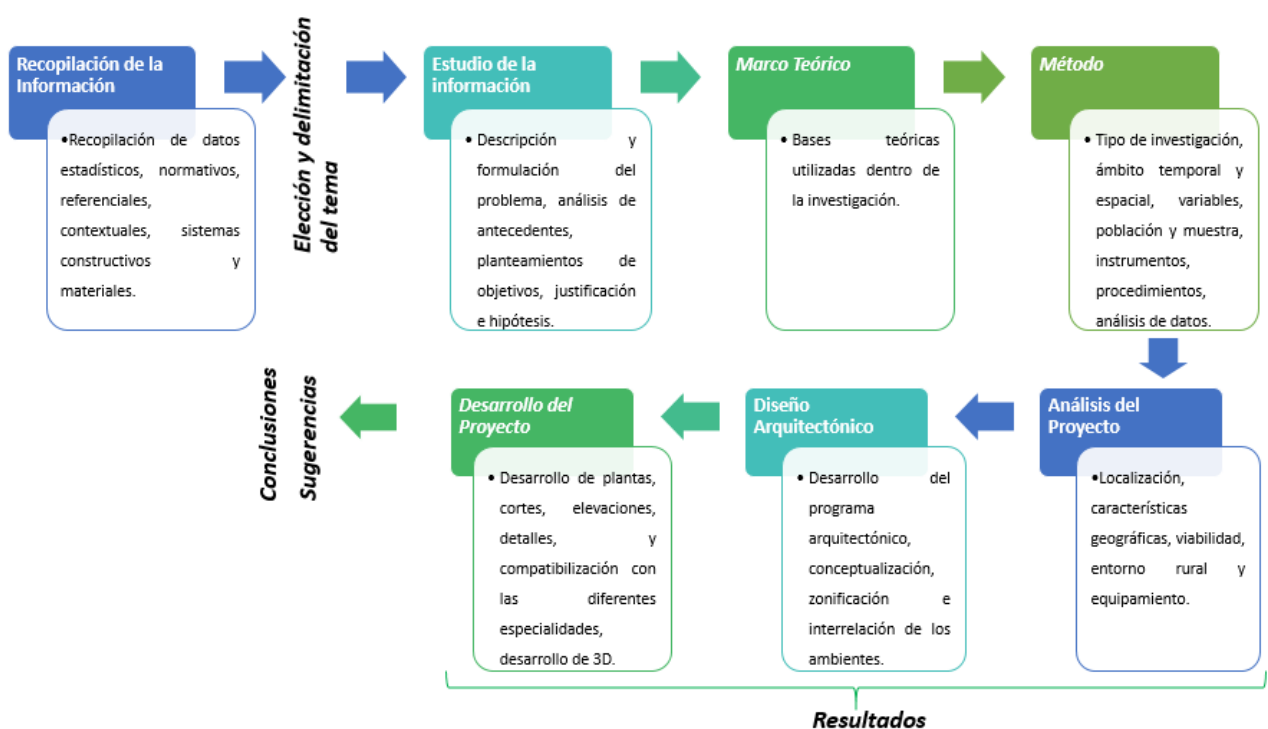 Recopilación de la
Información
•Recopilación de datos
estadísticos, normativos,
referenciales,
contextuales, sistemas
constructivos y
materiales.
Elección y delimitación
del tema
Estudio de la
información
• Descripción y
formulación del
problema, análisis de
antecedentes,
planteamientos de
objetivos, justificación
e hipótesis.
Marco Teórico
• Bases teóricas
utilizadas dentro de
la investigación.
Método
• Tipo de investigación,
ámbito temporal y
espacial, variables,
población y muestra,
instrumentos,
procedimientos,
análisis de datos.
Análisis del
Proyecto
•Localización,
características
geográficas, viabilidad,
entorno rural y
equipamiento.
Diseño
Arquitectónico
• Desarrollo del
programa
arquitectónico,
conceptualización,
zonificación e
interrelación de los
ambientes.
Desarrollo del
Proyecto
• Desarrollo de plantas,
cortes, elevaciones,
detalles, y
compatibilización con
las diferentes
especialidades,
desarrollo de 3D.
Conclusiones
Sugerencias
Resultados